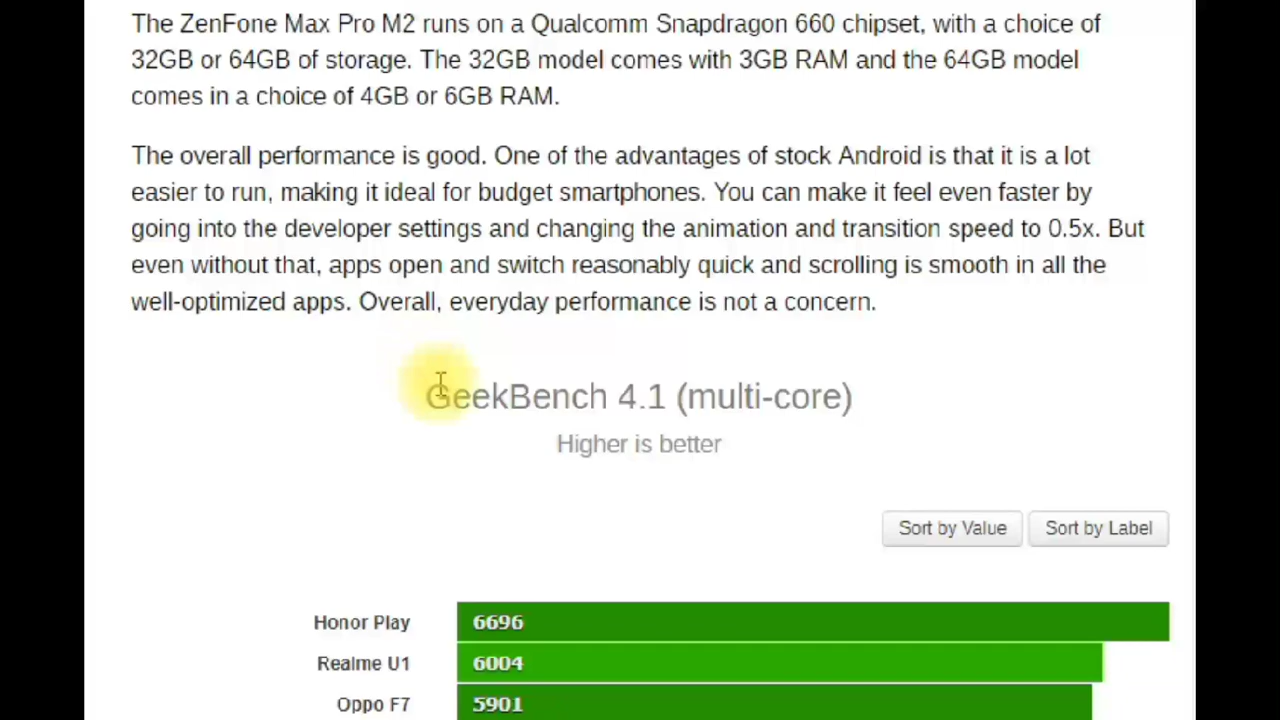 The ZenFone Max Pro M2 runs on a Qualcomm Snapdragon 660 chipset, with a choice of
32GB or 64GB of storage. The 32GB model comes with 3GB RAM and the 64GB model
comes in a choice of 4GB or 6GB RAM.
The overall performance is good. One of the advantages of stock Android is that it is a lot
easier to run, making it ideal for budget smartphones. You can make it feel even faster by
going into the developer settings and changing the animation and transition speed to 0.5x. But
even without that, apps open and switch reasonably quick and scrolling is smooth in all the
well-optimized apps. Overall, everyday performance is not a concern.
GeekBench 4.1 (multi-core)
Higher is better
Sort by Value Sort by Label
Honor Play 6696
Realme U1 6004
Oppo F7 5901